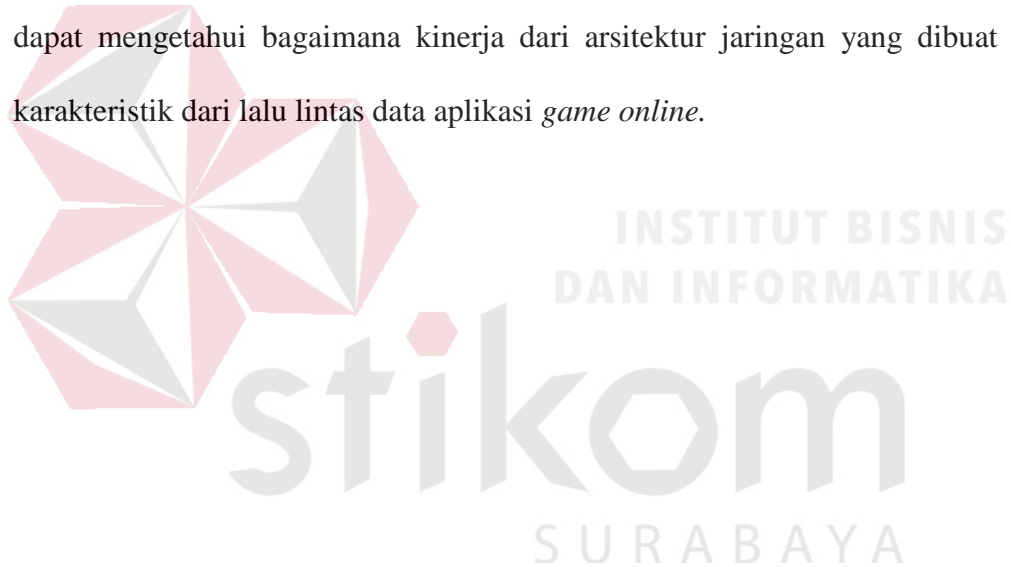 dapat mengetahui bagaimana kinerja dari arsitektur jaringan yang dibuat
karakteristik dari lalu lintas data aplikasi game online.
INSTITUT BISNIS
DAN INFORMATIKA
stikom
SURABAYA